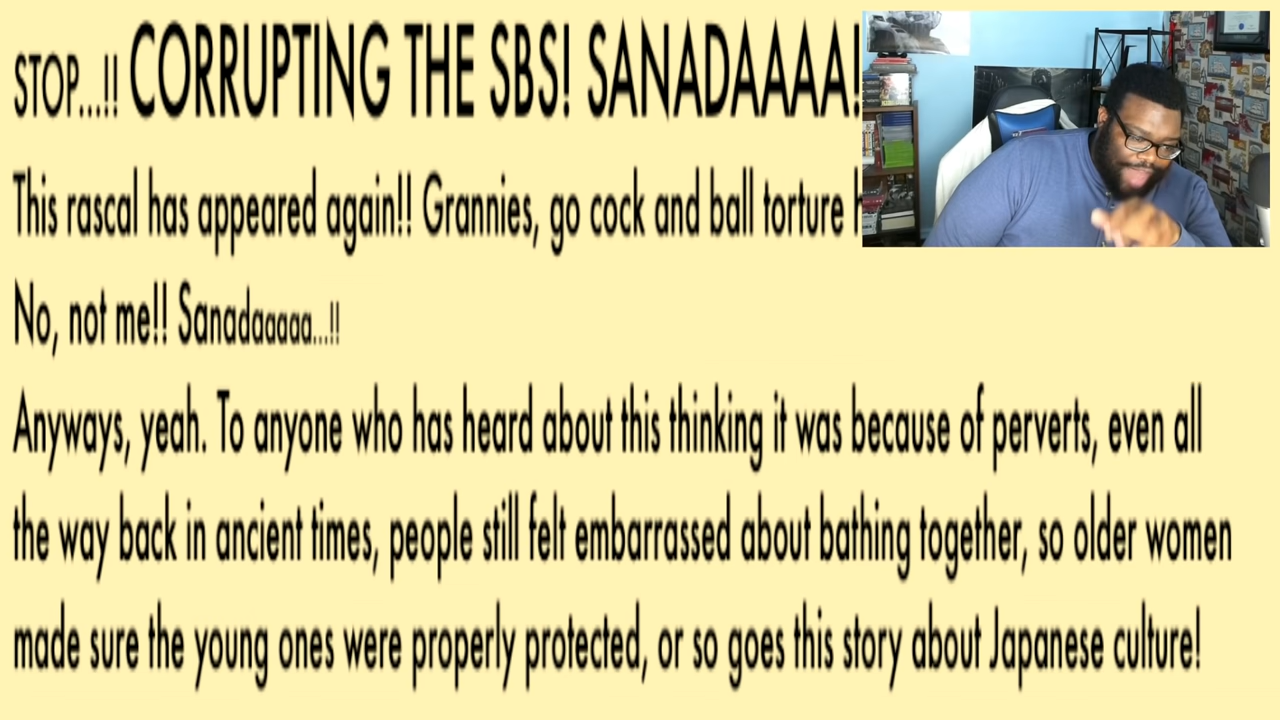 STOP...!! CORRUPTING THE SBS! SANADAAAA!
This rascal has appeared again!! Grannies, go cock and ball torture
No, not me!! Sanadaaaaa...!!
Anyways, yeah. To anyone who has heard about this thinking it was because of perverts, even all
the way back in ancient times, people still felt embarrassed about bathing together, so older women
made sure the young ones were properly protected, or so goes this story about Japanese culture!